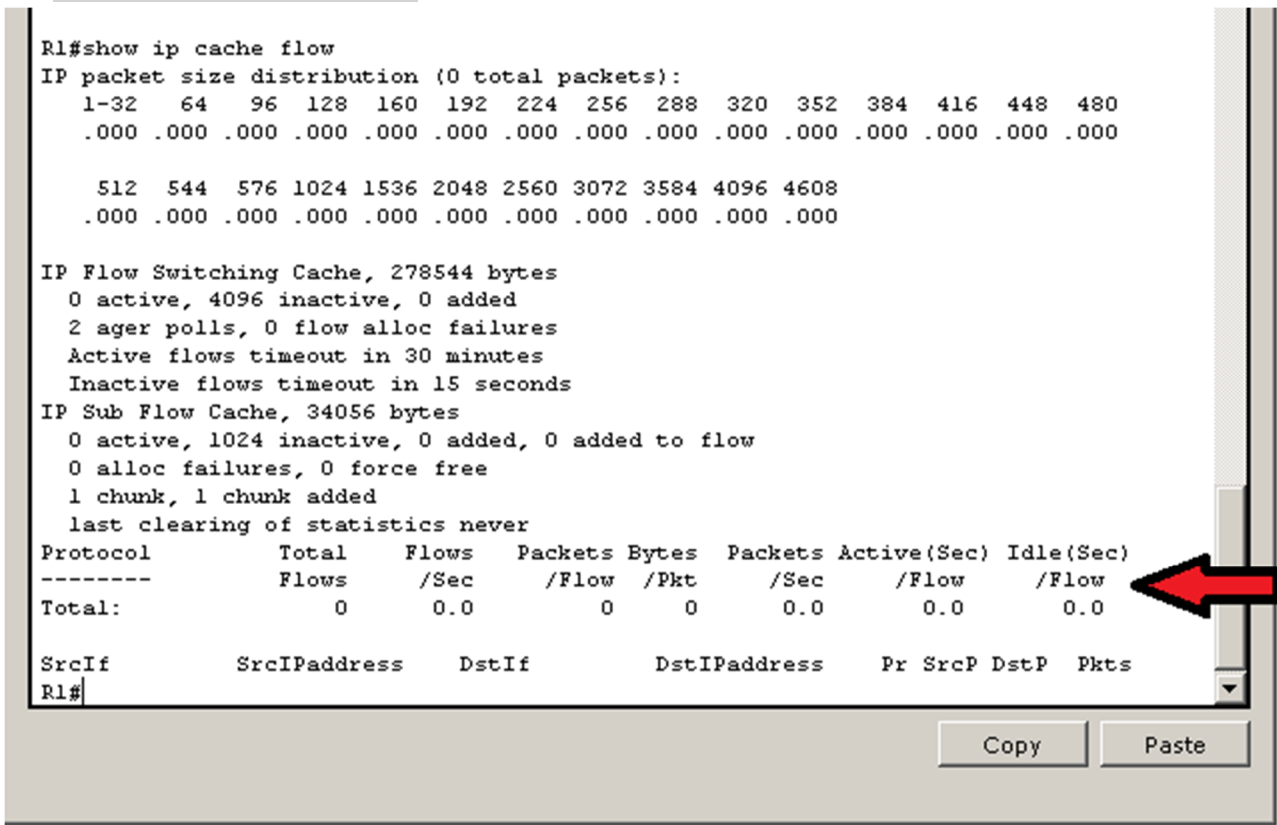 R1#show ip cache flow
IP packet size distribution (0 total packets):
   1-32   64   96  128  160  192  224  256  288  320  352  384  416  448  480
   .000 .000 .000 .000 .000 .000 .000 .000 .000 .000 .000 .000 .000 .000 .000
    512  544  576 1024 1536 2048 2560 3072 3584 4096 4608
   .000 .000 .000 .000 .000 .000 .000 .000 .000 .000 .000
IP Flow Switching Cache, 278544 bytes
  0 active, 4096 inactive, 0 added
  2 ager polls, 0 flow alloc failures
  Active flows timeout in 30 minutes
  Inactive flows timeout in 15 seconds
IP Sub Flow Cache, 34056 bytes
  0 active, 1024 inactive, 0 added, 0 added to flow
  0 alloc failures, 0 force free
  1 chunk, 1 chunk added
  last clearing of statistics never
Protocol         Total    Flows   Packets Bytes  Packets Active(Sec) Idle(Sec)
--------         Flows     /Sec     /Flow  /Pkt     /Sec     /Flow     /Flow
Total:               0      0.0         0     0      0.0       0.0       0.0
SrcIf         SrcIPaddress    DstIf         DstIPaddress    Pr SrcP DstP  Pkts
R1#
Copy Paste